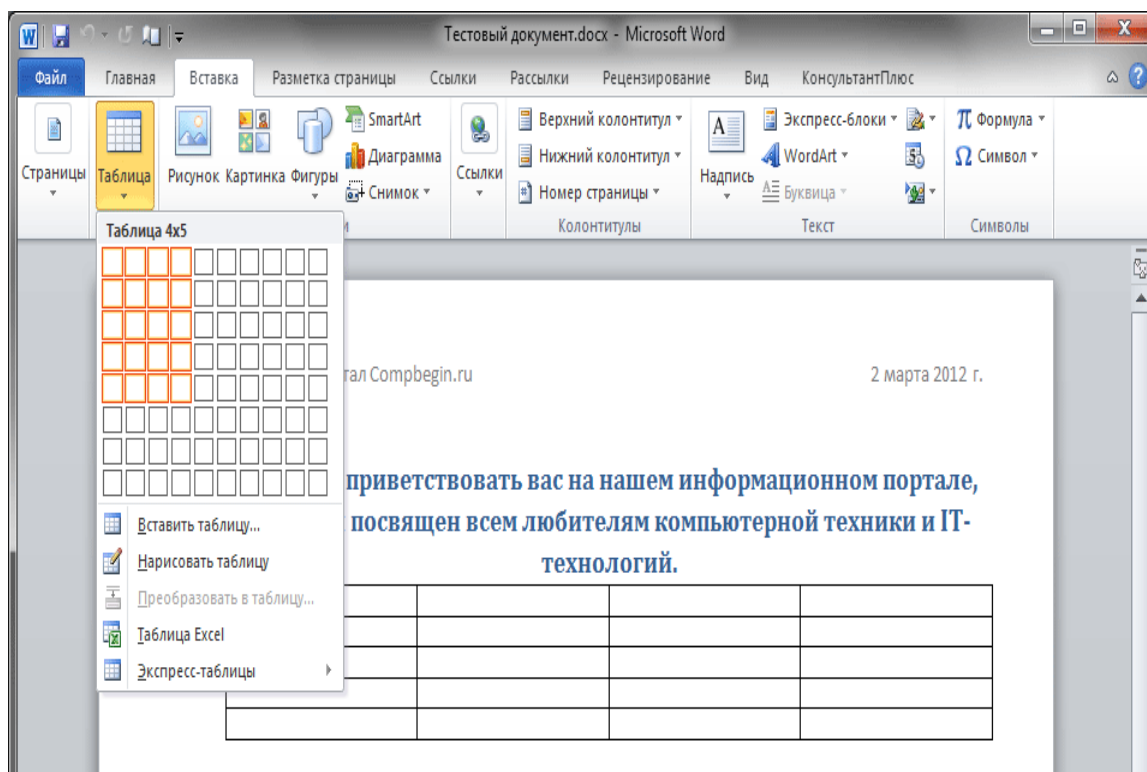 Тестовый документ.docx - Microsoft Word
Файл Главная Вставка Разметка страницы Ссылки Рассылки Рецензирование Вид КонсультантПлюс
Страницы
Таблица
Рисунок Картинка Фигуры
SmartArt
Диаграмма
Снимок
Ссылки
Верхний колонтитул
Нижний колонтитул
Номер страницы
Колонтитулы
Надпись
Экспресс-блоки
WordArt
Буквица
Текст
Формула
Символ
Символы
Таблица 4x5
Вставить таблицу...
Нарисовать таблицу
Преобразовать в таблицу...
Таблица Excel
Экспресс-таблицы
Compbegin.ru 2 марта 2012 г.
приветствовать вас на нашем информационном портале,
посвящен всем любителям компьютерной техники и IT-
технологий.